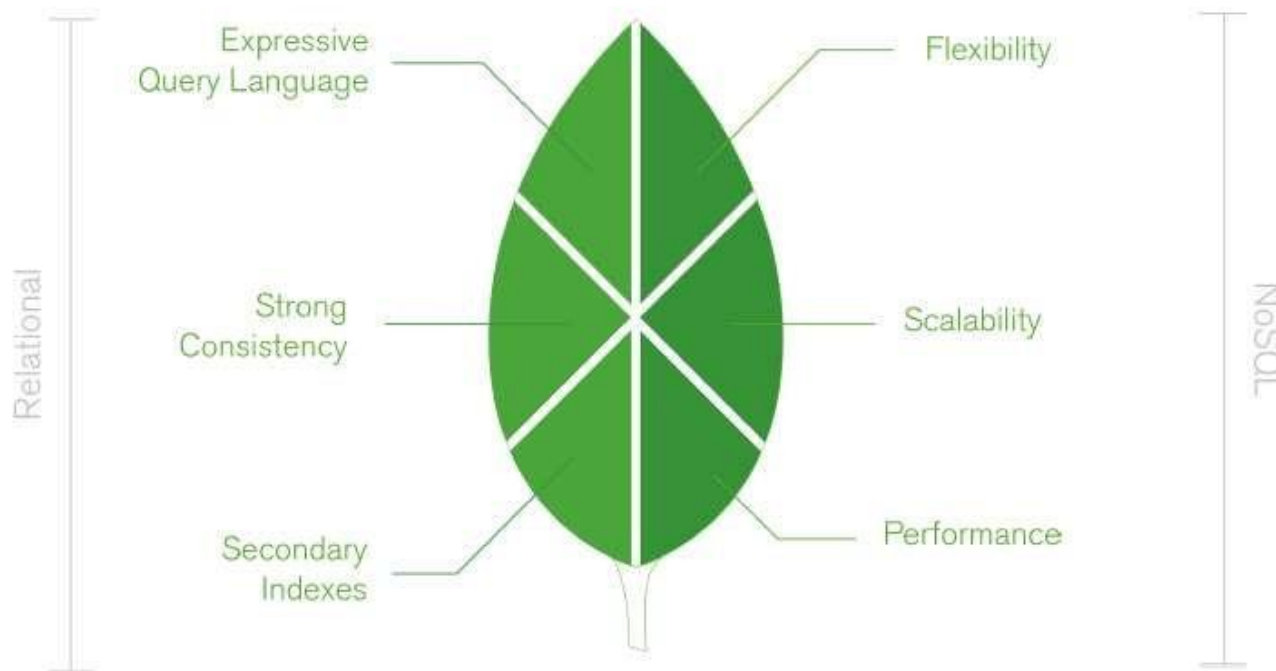 Relational
Expressive
Query Language
Strong
Consistency
Secondary
Indexes
Flexibility
Scalability
Performance
NoSQL